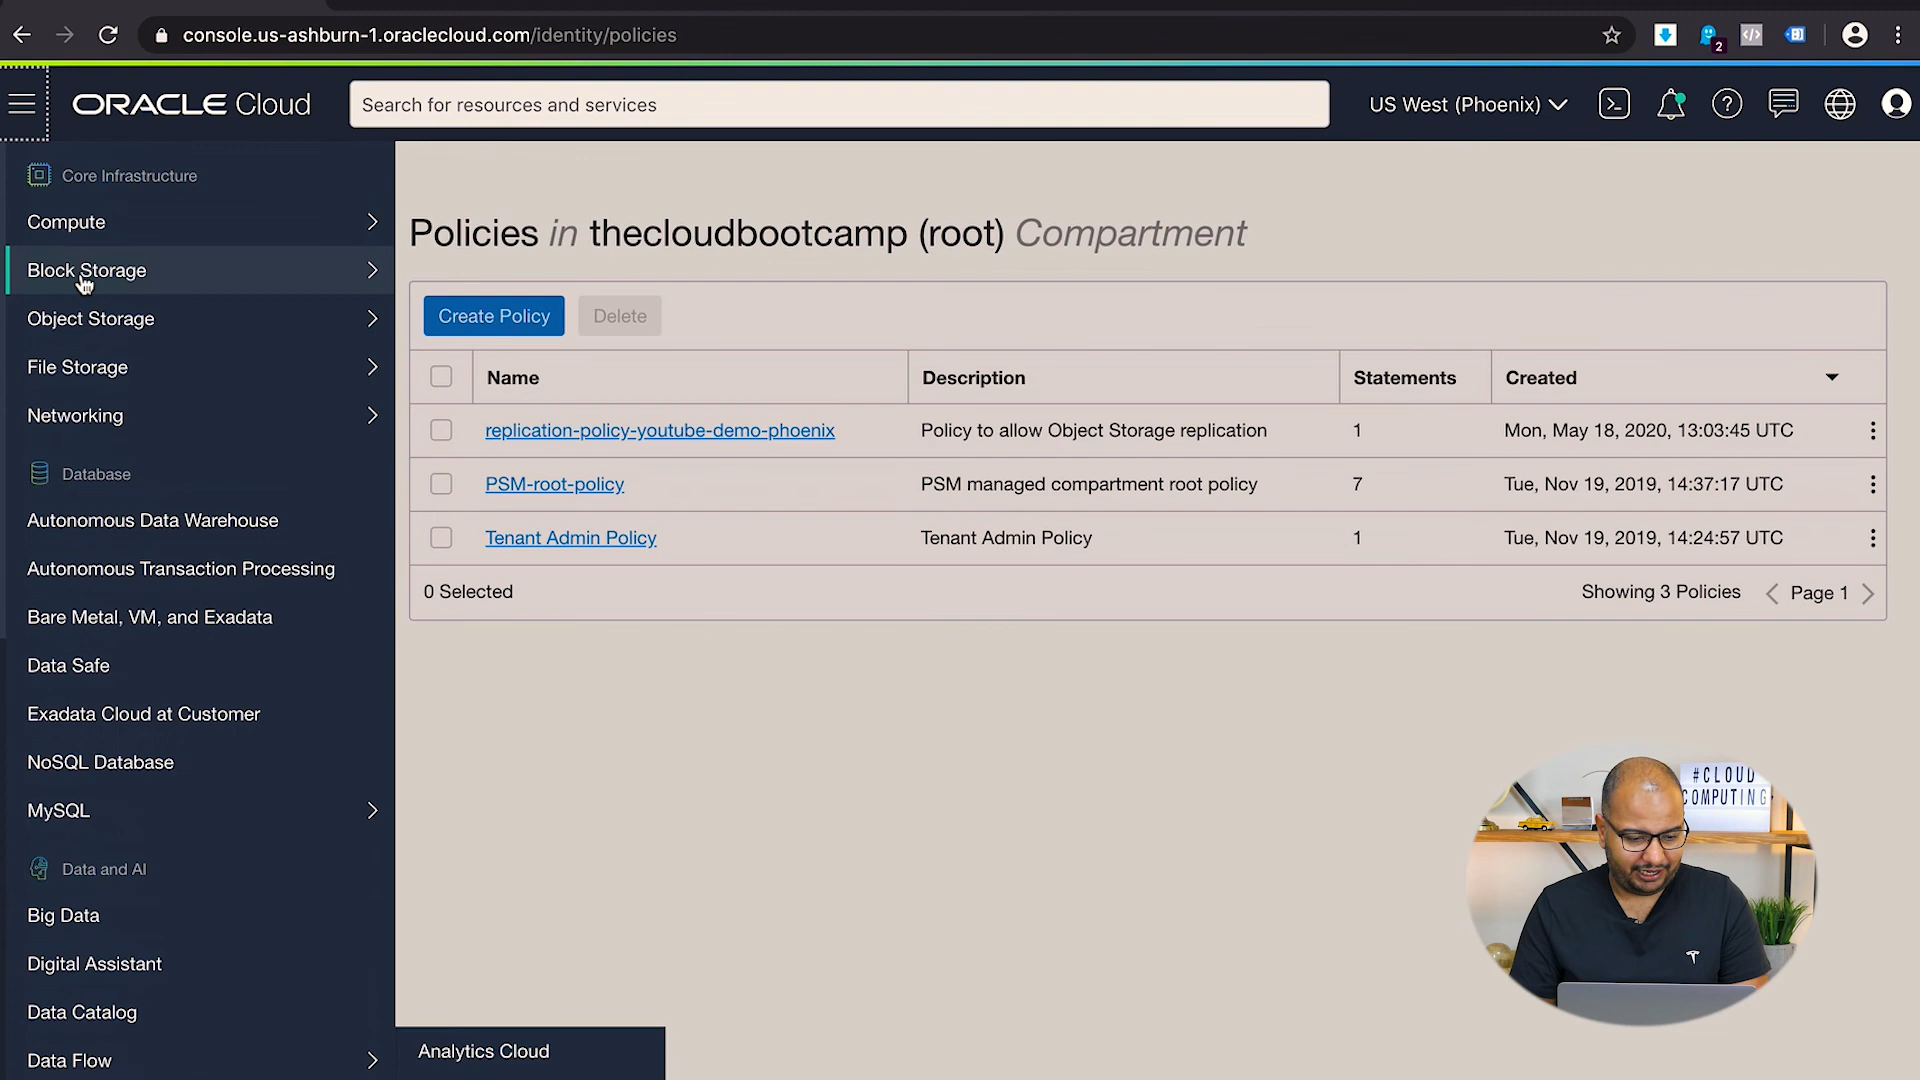 console.us-ashburn-1.oraclecloud.com/identity/policies
2
ORACLE Cloud
Search for resources and services
US West (Phoenix)
Core Infrastructure
Compute
Block Storage
Object Storage
File Storage
Networking
Database
Autonomous Data Warehouse
Autonomous Transaction Processing
Bare Metal, VM, and Exadata
Data Safe
Exadata Cloud at Customer
NoSQL Database
MySQL
Data and AI
Big Data
Digital Assistant
Data Catalog
Data Flow
Analytics Cloud
Policies in thecloudbootcamp (root) Compartment
Create Policy Delete
Name Description Statements Created
replication-policy-youtube-demo-phoenix Policy to allow Object Storage replication 1 Mon, May 18, 2020, 13:03:45 UTC
PSM-root-policy PSM managed compartment root policy 7 Tue, Nov 19, 2019, 14:37:17 UTC
Tenant Admin Policy Tenant Admin Policy 1 Tue, Nov 19, 2019, 14:24:57 UTC
0 Selected Showing 3 Policies Page 1
#CLOUD
COMPUTING